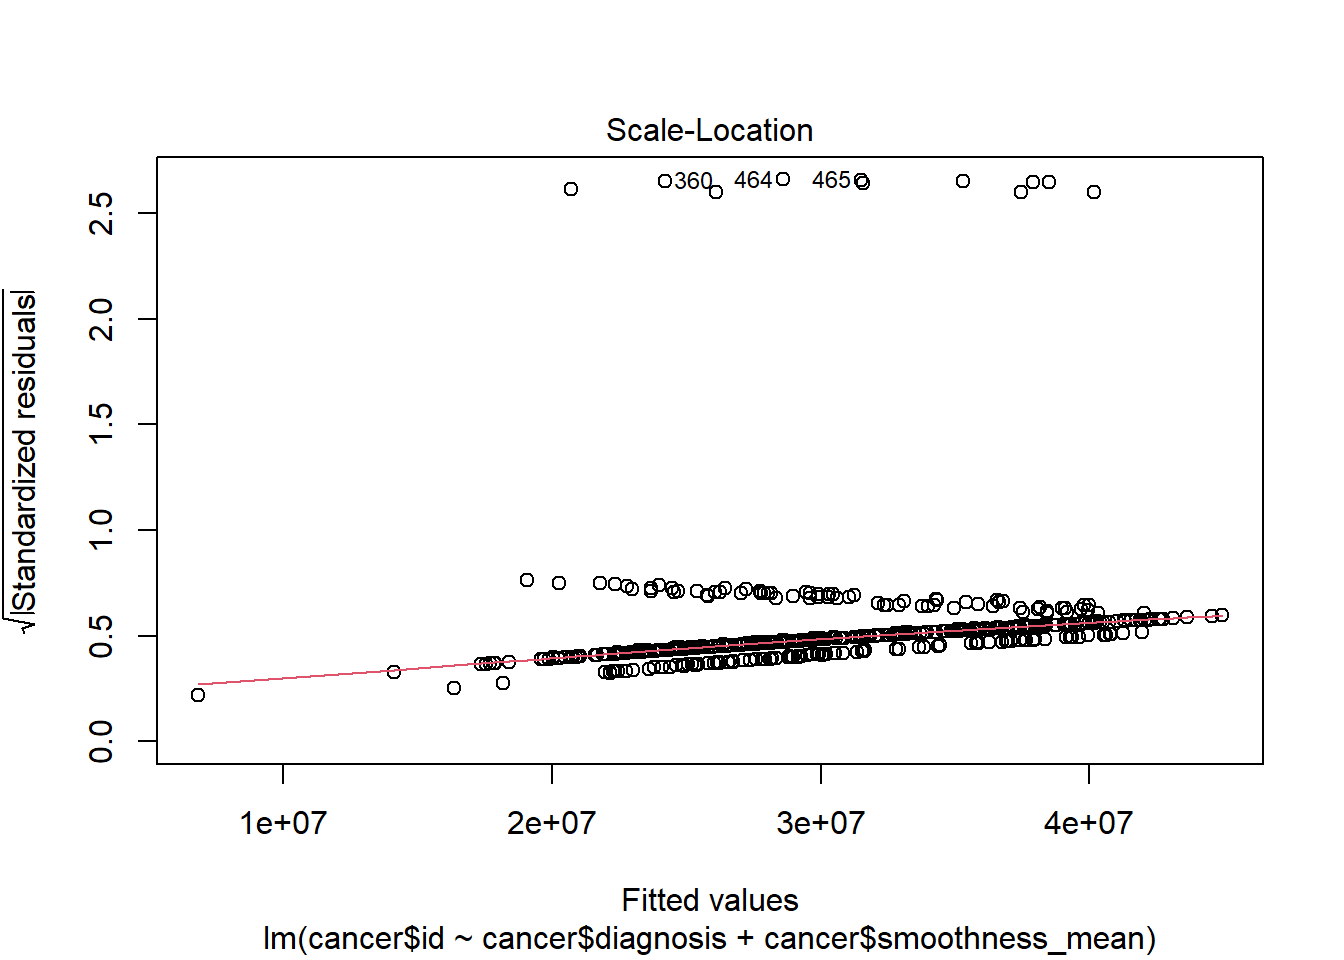 Scale-Location
360 464 465
2.5
2.0
1.5
1.0
0.5
0.0
√|Standardized residuals|
1e+07 2e+07 3e+07 4e+07
Fitted values
lm(cancer$id ~ cancer$diagnosis + cancer$smoothness_mean)